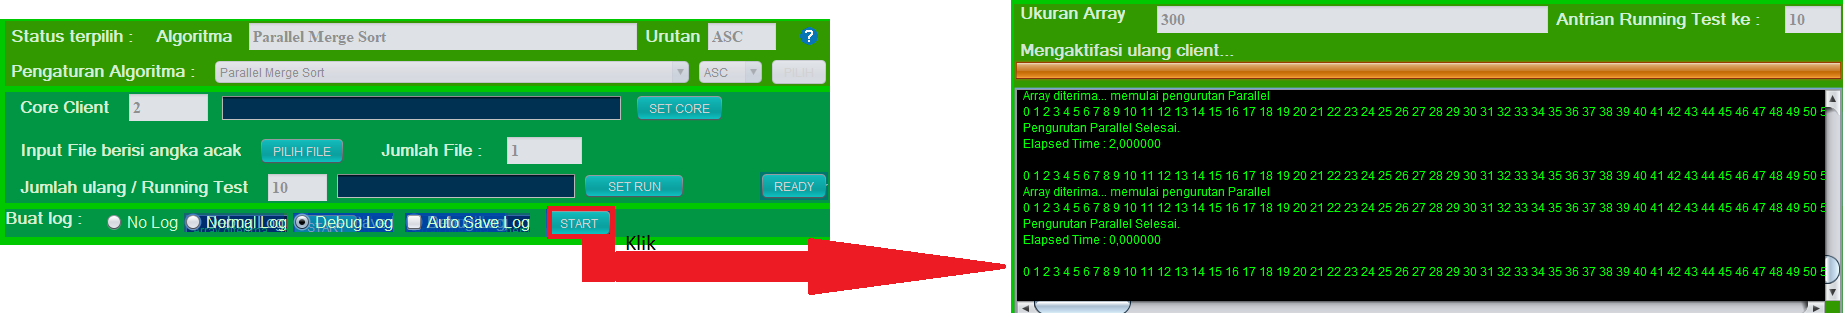 Status terpilih : Algoritma Parallel Merge Sort Urutan ASC ?
Pengaturan Algoritma : Parallel Merge Sort ASC PILIH
Core Client 2 SET CORE
Input File berisi angka acak PILIH FILE Jumlah File : 1
Jumlah ulang / Running Test 10 SET RUN READY
Buat log : No Log Normal Log Debug Log Auto Save Log START
Klik
Ukuran Array 300 Antrian Running Test ke : 10
Mengaktifasi ulang client...
Array diterima... memulai pengurutan Parallel
0 1 2 3 4 5 6 7 8 9 10 11 12 13 14 15 16 17 18 19 20 21 22 23 24 25 26 27 28 29 30 31 32 33 34 35 36 37 38 39 40 41 42 43 44 45 46 47 48 49 50 5
Pengurutan Parallel Selesai.
Elapsed Time : 2,000000
0 1 2 3 4 5 6 7 8 9 10 11 12 13 14 15 16 17 18 19 20 21 22 23 24 25 26 27 28 29 30 31 32 33 34 35 36 37 38 39 40 41 42 43 44 45 46 47 48 49 50 5
Array diterima... memulai pengurutan Parallel
0 1 2 3 4 5 6 7 8 9 10 11 12 13 14 15 16 17 18 19 20 21 22 23 24 25 26 27 28 29 30 31 32 33 34 35 36 37 38 39 40 41 42 43 44 45 46 47 48 49 50 5
Pengurutan Parallel Selesai.
Elapsed Time : 0,000000
0 1 2 3 4 5 6 7 8 9 10 11 12 13 14 15 16 17 18 19 20 21 22 23 24 25 26 27 28 29 30 31 32 33 34 35 36 37 38 39 40 41 42 43 44 45 46 47 48 49 50 5